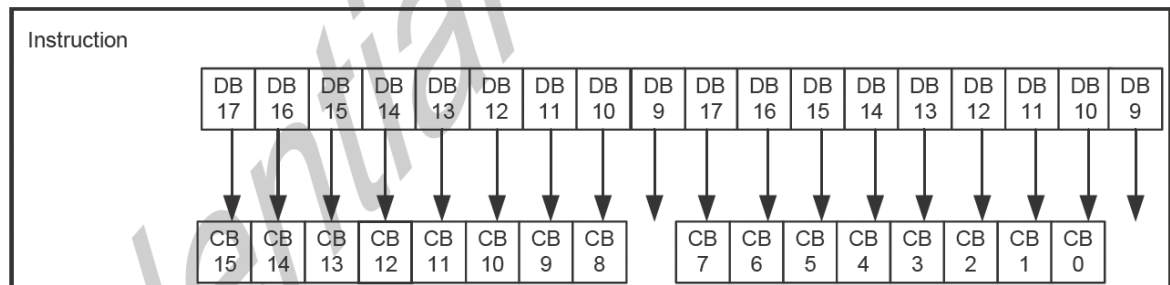 Instruction
DB DB DB DB DB DB DB DB DB DB DB DB DB DB DB DB DB DB
17 16 15 14 13 12 11 10 9 17 16 15 14 13 12 11 10 9
CB CB CB CB CB CB CB CB CB CB CB CB CB CB CB CB
15 14 13 12 11 10 9 8 7 6 5 4 3 2 1 0
dential